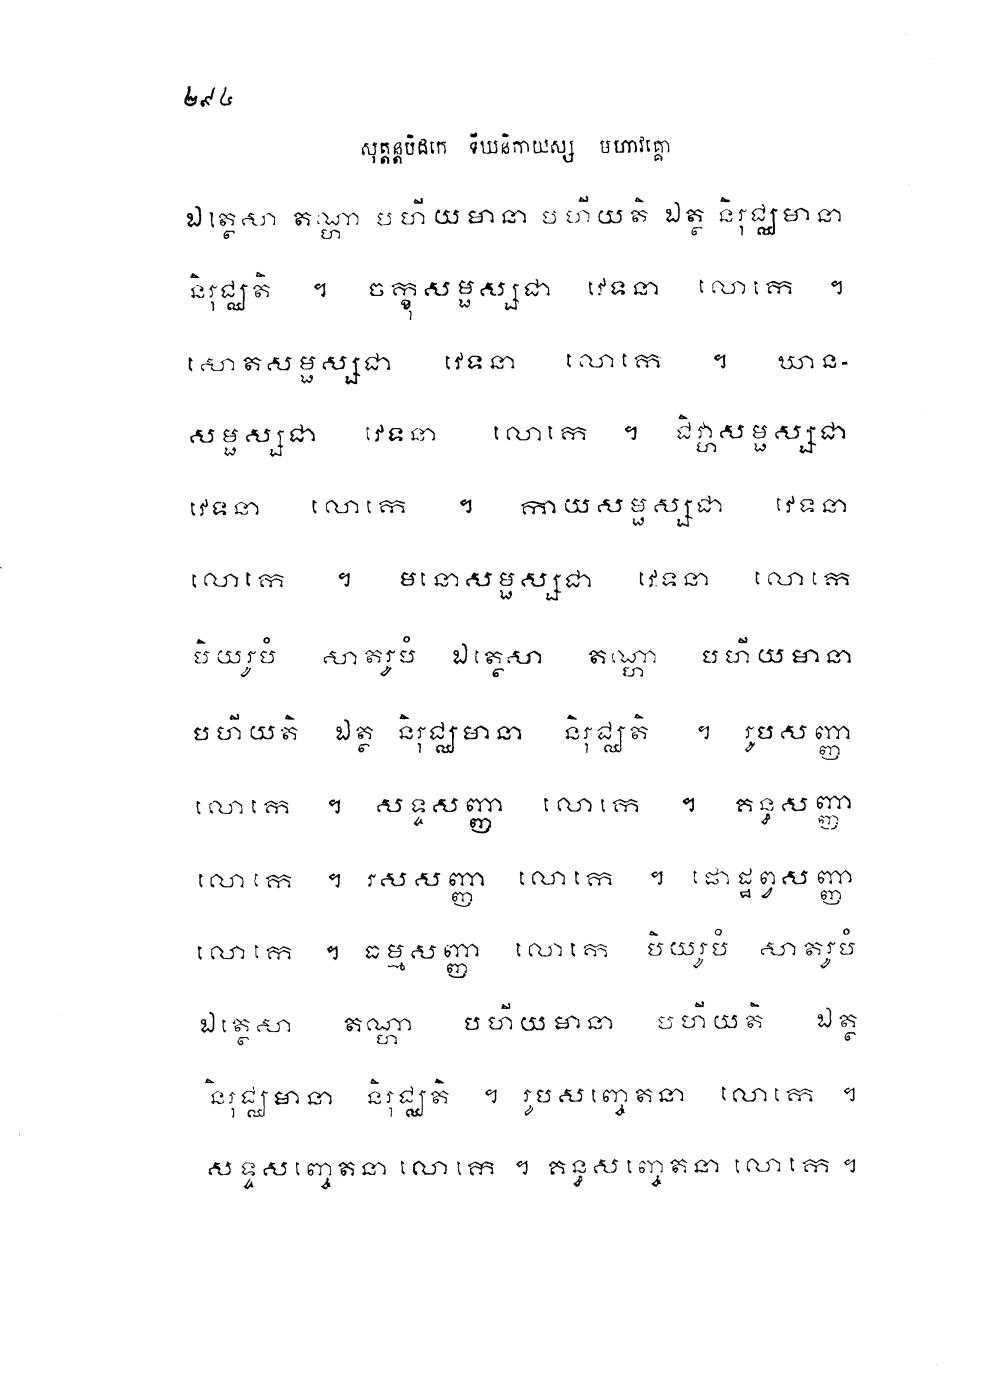 ២៩៤
សុត្តន្តបិដកេ ទីឃនិកាយស្ស មហាវគ្គោ
ឯត្ថេសា តណ្ហា បហីយមានា បហីយតិ ឯត្ថ និរុជ្ឈមានា
និរុជ្ឈតិ ។ ចក្ខុសម្ផស្សជា វេទនា លោកេ ។
សោតសម្ផស្សជា វេទនា លោកេ ។ ឃាន-
សម្ផស្សជា វេទនា លោកេ ។ ជិវ្ហាសម្ផស្សជា
វេទនា លោកេ ។ កាយសម្ផស្សជា វេទនា
លោកេ ។ មនោសម្ផស្សជា វេទនា លោកេ
បិយរូបំ សាតរូបំ ឯត្ថេសា តណ្ហា បហីយមានា
បហីយតិ ឯត្ថ និរុជ្ឈមានា និរុជ្ឈតិ ។ រូបសញ្ញា
លោកេ ។ សទ្ទសញ្ញា លោកេ ។ គន្ធសញ្ញា
លោកេ ។ រសសញ្ញា លោកេ ។ ផោដ្ឋព្វសញ្ញា
លោកេ ។ ធម្មសញ្ញា លោកេ បិយរូបំ សាតរូបំ
ឯត្ថេសា តណ្ហា បហីយមានា បហីយតិ ឯត្ថ
និរុជ្ឈមានា និរុជ្ឈតិ ។ រូបសញ្ចេតនា លោកេ ។
សទ្ទសញ្ចេតនា លោកេ ។ គន្ធសញ្ចេតនា លោកេ ។